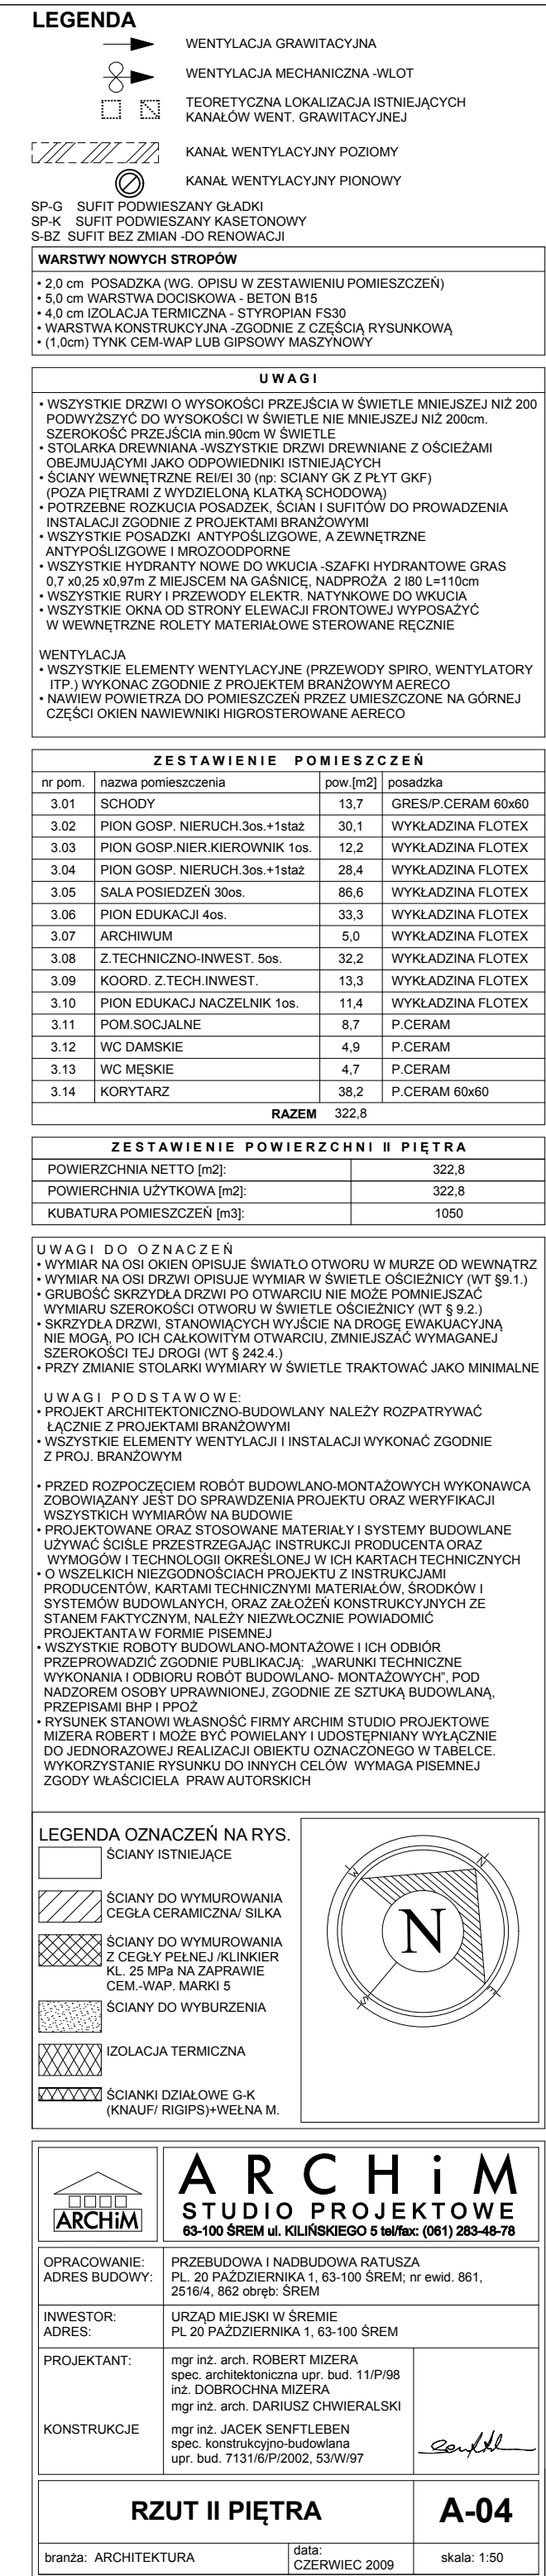 LEGENDA
WENTYLACJA GRAWITACYJNA
WENTYLACJA MECHANICZNA -WLOT
TEORETYCZNA LOKALIZACJA ISTNIEJĄCYCH
KANAŁÓW WENT. GRAWITACYJNEJ
KANAŁ WENTYLACYJNY POZIOMY
KANAŁ WENTYLACYJNY PIONOWY
SP-G SUFIT PODWIESZANY GŁADKI
SP-K SUFIT PODWIESZANY KASETONOWY
S-BZ SUFIT BEZ ZMIAN -DO RENOWACJI
WARSTWY NOWYCH STROPÓW
• 2,0 cm POSADZKA (WG. OPISU W ZESTAWIENIU POMIESZCZEŃ)
• 5,0 cm WARSTWA DOCISKOWA - BETON B15
• 4,0 cm IZOLACJA TERMICZNA - STYROPIAN FS30
• WARSTWA KONSTRUKCYJNA -ZGODNIE Z CZĘŚCIĄ RYSUNKOWĄ
• (1,0cm) TYNK CEM-WAP LUB GIPSOWY MASZYNOWY
U W A G I
• WSZYSTKIE DRZWI O WYSOKOŚCI PRZEJŚCIA W ŚWIETLE MNIEJSZEJ NIŻ 200
PODWYŻSZYĆ DO WYSOKOŚCI W ŚWIETLE NIE MNIEJSZEJ NIŻ 200cm.
SZEROKOŚĆ PRZEJŚCIA min.90cm W ŚWIETLE
• STOLARKA DREWNIANA -WSZYSTKIE DRZWI DREWNIANE Z OŚCIEŻAMI
OBEJMUJĄCYMI JAKO ODPOWIEDNIKI ISTNIEJĄCYCH
• ŚCIANY WEWNĘTRZNE REI/EI 30 (np: SCIANY GK Z PŁYT GKF)
(POZA PIĘTRAMI Z WYDZIELONĄ KLATKĄ SCHODOWĄ)
• POTRZEBNE ROZKUCIA POSADZEK, ŚCIAN I SUFITÓW DO PROWADZENIA
INSTALACJI ZGODNIE Z PROJEKTAMI BRANŻOWYMI
• WSZYSTKIE POSADZKI ANTYPOŚLIZGOWE, A ZEWNĘTRZNE
ANTYPOŚLIZGOWE I MROZOODPORNE
• WSZYSTKIE HYDRANTY NOWE DO WKUCIA -SZAFKI HYDRANTOWE GRAS
0,7 x0,25 x0,97m Z MIEJSCEM NA GAŚNICĘ, NADPROŻA 2 I80 L=110cm
• WSZYSTKIE RURY I PRZEWODY ELEKTR. NATYNKOWE DO WKUCIA
• WSZYSTKIE OKNA OD STRONY ELEWACJI FRONTOWEJ WYPOSAŻYĆ
W WEWNĘTRZNE ROLETY MATERIAŁOWE STEROWANE RĘCZNIE
WENTYLACJA
• WSZYSTKIE ELEMENTY WENTYLACYJNE (PRZEWODY SPIRO, WENTYLATORY
ITP.) WYKONAC ZGODNIE Z PROJEKTEM BRANŻOWYM AERECO
• NAWIEW POWIETRZA DO POMIESZCZEŃ PRZEZ UMIESZCZONE NA GÓRNEJ
CZĘŚCI OKIEN NAWIEWNIKI HIGROSTEROWANE AERECO
Z E S T A W I E N I E P O M I E S Z C Z E Ń
nr pom. nazwa pomieszczenia pow.[m2] posadzka
3.01 SCHODY 13,7 GRES/P.CERAM 60x60
3.02 PION GOSP. NIERUCH.3os.+1staż 30,1 WYKŁADZINA FLOTEX
3.03 PION GOSP.NIER.KIEROWNIK 1os. 12,2 WYKŁADZINA FLOTEX
3.04 PION GOSP. NIERUCH.3os.+1staż 28,4 WYKŁADZINA FLOTEX
3.05 SALA POSIEDZEŃ 30os. 86,6 WYKŁADZINA FLOTEX
3.06 PION EDUKACJI 4os. 33,3 WYKŁADZINA FLOTEX
3.07 ARCHIWUM 5,0 WYKŁADZINA FLOTEX
3.08 Z.TECHNICZNO-INWEST. 5os. 32,2 WYKŁADZINA FLOTEX
3.09 KOORD. Z.TECH.INWEST. 13,3 WYKŁADZINA FLOTEX
3.10 PION EDUKACJ NACZELNIK 1os. 11,4 WYKŁADZINA FLOTEX
3.11 POM.SOCJALNE 8,7 P.CERAM
3.12 WC DAMSKIE 4,9 P.CERAM
3.13 WC MĘSKIE 4,7 P.CERAM
3.14 KORYTARZ 38,2 P.CERAM 60x60
RAZEM 322,8
Z E S T A W I E N I E P O W I E R Z C H N I II P I Ę T R A
POWIERZCHNIA NETTO [m2]: 322,8
POWIERCHNIA UŻYTKOWA [m2]: 322,8
KUBATURA POMIESZCZEŃ [m3]: 1050
U W A G I D O O Z N A C Z E Ń
• WYMIAR NA OSI OKIEN OPISUJE ŚWIATŁO OTWORU W MURZE OD WEWNĄTRZ
• WYMIAR NA OSI DRZWI OPISUJE WYMIAR W ŚWIETLE OŚCIEŻNICY (WT §9.1.)
• GRUBOŚĆ SKRZYDŁA DRZWI PO OTWARCIU NIE MOŻE POMNIEJSZAĆ
WYMIARU SZEROKOŚCI OTWORU W ŚWIETLE OŚCIEŻNICY (WT § 9.2.)
• SKRZYDŁA DRZWI, STANOWIĄCYCH WYJŚCIE NA DROGĘ EWAKUACYJNĄ
NIE MOGĄ, PO ICH CAŁKOWITYM OTWARCIU, ZMNIEJSZAĆ WYMAGANEJ
SZEROKOŚCI TEJ DROGI (WT § 242.4.)
• PRZY ZMIANIE STOLARKI WYMIARY W ŚWIETLE TRAKTOWAĆ JAKO MINIMALNE
U W A G I P O D S T A W O W E:
• PROJEKT ARCHITEKTONICZNO-BUDOWLANY NALEŻY ROZPATRYWAĆ
ŁĄCZNIE Z PROJEKTAMI BRANŻOWYMI
• WSZYSTKIE ELEMENTY WENTYLACJI I INSTALACJI WYKONAĆ ZGODNIE
Z PROJ. BRANŻOWYM
• PRZED ROZPOCZĘCIEM ROBÓT BUDOWLANO-MONTAŻOWYCH WYKONAWCA
ZOBOWIĄZANY JEST DO SPRAWDZENIA PROJEKTU ORAZ WERYFIKACJI
WSZYSTKICH WYMIARÓW NA BUDOWIE
• PROJEKTOWANE ORAZ STOSOWANE MATERIAŁY I SYSTEMY BUDOWLANE
UŻYWAĆ ŚCIŚLE PRZESTRZEGAJĄC INSTRUKCJI PRODUCENTA ORAZ
WYMOGÓW I TECHNOLOGII OKREŚLONEJ W ICH KARTACH TECHNICZNYCH
• O WSZELKICH NIEZGODNOŚCIACH PROJEKTU Z INSTRUKCJAMI
PRODUCENTÓW, KARTAMI TECHNICZNYMI MATERIAŁÓW, ŚRODKÓW I
SYSTEMÓW BUDOWLANYCH, ORAZ ZAŁOŻEŃ KONSTRUKCYJNYCH ZE
STANEM FAKTYCZNYM, NALEŻY NIEZWŁOCZNIE POWIADOMIĆ
PROJEKTANTA W FORMIE PISEMNEJ
• WSZYSTKIE ROBOTY BUDOWLANO-MONTAŻOWE I ICH ODBIÓR
PRZEPROWADZIĆ ZGODNIE PUBLIKACJĄ: „WARUNKI TECHNICZNE
WYKONANIA I ODBIORU ROBÓT BUDOWLANO- MONTAŻOWYCH", POD
NADZOREM OSOBY UPRAWNIONEJ, ZGODNIE ZE SZTUKĄ BUDOWLANĄ,
PRZEPISAMI BHP I PPOŻ
• RYSUNEK STANOWI WŁASNOŚĆ FIRMY ARCHIM STUDIO PROJEKTOWE
MIZERA ROBERT I MOŻE BYĆ POWIELANY I UDOSTĘPNIANY WYŁĄCZNIE
DO JEDNORAZOWEJ REALIZACJI OBIEKTU OZNACZONEGO W TABELCE.
WYKORZYSTANIE RYSUNKU DO INNYCH CELÓW WYMAGA PISEMNEJ
ZGODY WŁAŚCICIELA PRAW AUTORSKICH
LEGENDA OZNACZEŃ NA RYS.
ŚCIANY ISTNIEJĄCE
ŚCIANY DO WYMUROWANIA
CEGŁA CERAMICZNA/ SILKA
ŚCIANY DO WYMUROWANIA
Z CEGŁY PEŁNEJ /KLINKIER
KL. 25 MPa NA ZAPRAWIE
CEM.-WAP. MARKI 5
ŚCIANY DO WYBURZENIA
IZOLACJA TERMICZNA
ŚCIANKI DZIAŁOWE G-K
(KNAUF/ RIGIPS)+WEŁNA M.
W N
N
S E
ARCHiM
A R C H i M
STUDIO PROJEKTOWE
63-100 ŚREM ul. KILIŃSKIEGO 5 tel/fax: (061) 283-48-78
OPRACOWANIE: PRZEBUDOWA I NADBUDOWA RATUSZA
ADRES BUDOWY: PL. 20 PAŹDZIERNIKA 1, 63-100 ŚREM; nr ewid. 861,
2516/4, 862 obręb: ŚREM
INWESTOR: URZĄD MIEJSKI W ŚREMIE
ADRES: PL 20 PAŹDZIERNIKA 1, 63-100 ŚREM
PROJEKTANT: mgr inż. arch. ROBERT MIZERA
spec. architektoniczna upr. bud. 11/P/98
inż. DOBROCHNA MIZERA
mgr inż. arch. DARIUSZ CHWIERALSKI
KONSTRUKCJE mgr inż. JACEK SENFTLEBEN
spec. konstrukcyjno-budowlana
upr. bud. 7131/6/P/2002, 53/W/97
RZUT II PIĘTRA A-04
branża: ARCHITEKTURA data: CZERWIEC 2009 skala: 1:50